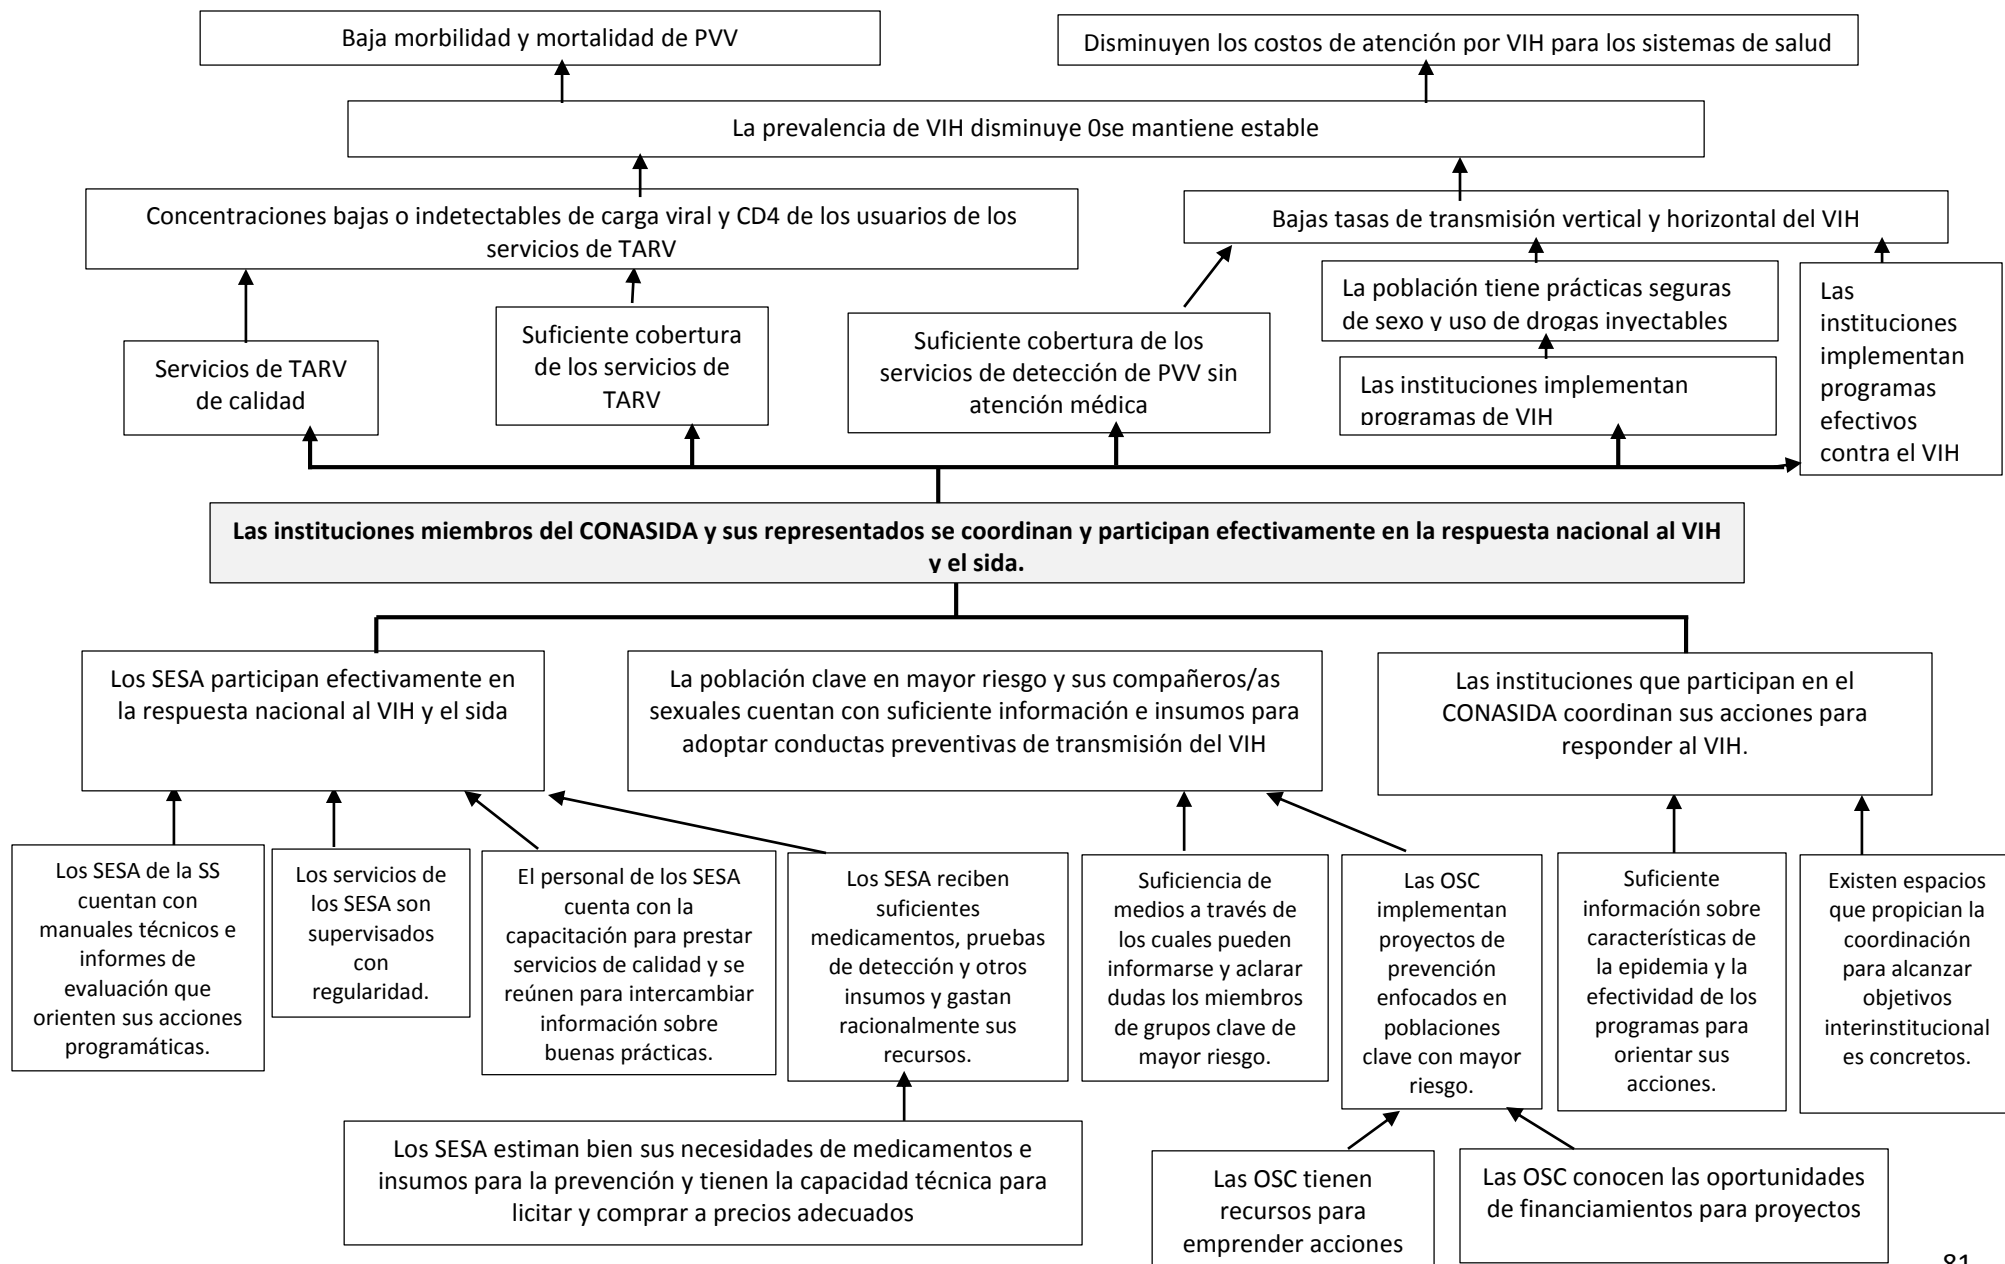 Baja morbilidad y mortalidad de PVV
Disminuyen los costos de atención por VIH para los sistemas de salud
La prevalencia de VIH disminuye 0se mantiene estable
Concentraciones bajas o indetectables de carga viral y CD4 de los usuarios de los
servicios de TARV
Bajas tasas de transmisión vertical y horizontal del VIH
Servicios de TARV
de calidad
Suficiente cobertura
de los servicios de
TARV
Suficiente cobertura de los
servicios de detección de PVV sin
atención médica
La población tiene prácticas seguras
de sexo y uso de drogas inyectables
Las instituciones implementan
programas de VIH
Las
instituciones
implementan
programas
efectivos
contra el VIH
Las instituciones miembros del CONASIDA y sus representados se coordinan y participan efectivamente en la respuesta nacional al VIH
y el sida.
Los SESA participan efectivamente en
la respuesta nacional al VIH y el sida
La población clave en mayor riesgo y sus compañeros/as
sexuales cuentan con suficiente información e insumos para
adoptar conductas preventivas de transmisión del VIH
Las instituciones que participan en el
CONASIDA coordinan sus acciones para
responder al VIH.
Los SESA de la SS
cuentan con
manuales técnicos e
informes de
evaluación que
orienten sus acciones
programáticas.
Los servicios de
los SESA son
supervisados
con
regularidad.
El personal de los SESA
cuenta con la
capacitación para prestar
servicios de calidad y se
reúnen para intercambiar
información sobre
buenas prácticas.
Los SESA reciben
suficientes
medicamentos, pruebas
de detección y otros
insumos y gastan
racionalmente sus
recursos.
Suficiencia de
medios a través de
los cuales pueden
informarse y aclarar
dudas los miembros
de grupos clave de
mayor riesgo.
Las OSC
implementan
proyectos de
prevención
enfocados en
poblaciones
clave con mayor
riesgo.
Suficiente
información sobre
características de
la epidemia y la
efectividad de los
programas para
orientar sus
acciones.
Existen espacios
que propician la
coordinación
para alcanzar
objetivos
interinstitucional
es concretos.
Los SESA estiman bien sus necesidades de medicamentos e
insumos para la prevención y tienen la capacidad técnica para
licitar y comprar a precios adecuados
Las OSC tienen
recursos para
emprender acciones
Las OSC conocen las oportunidades
de financiamientos para proyectos
81